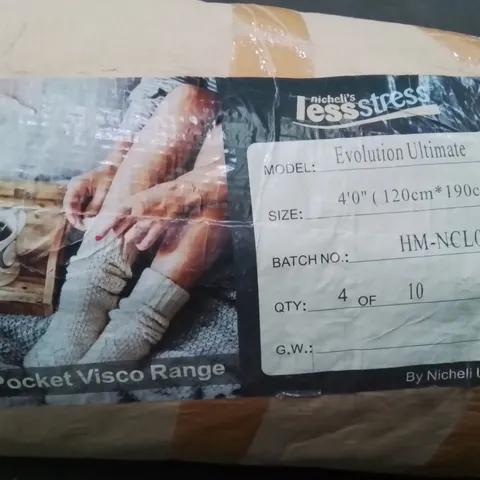 nicheli's
lessstress
MODEL: Evolution Ultimate
SIZE: 4'0" (120cm*190c
BATCH NO.: HM-NCL
QTY: 4 OF 10
G.W.:
Pocket Visco Range
By Nicheli